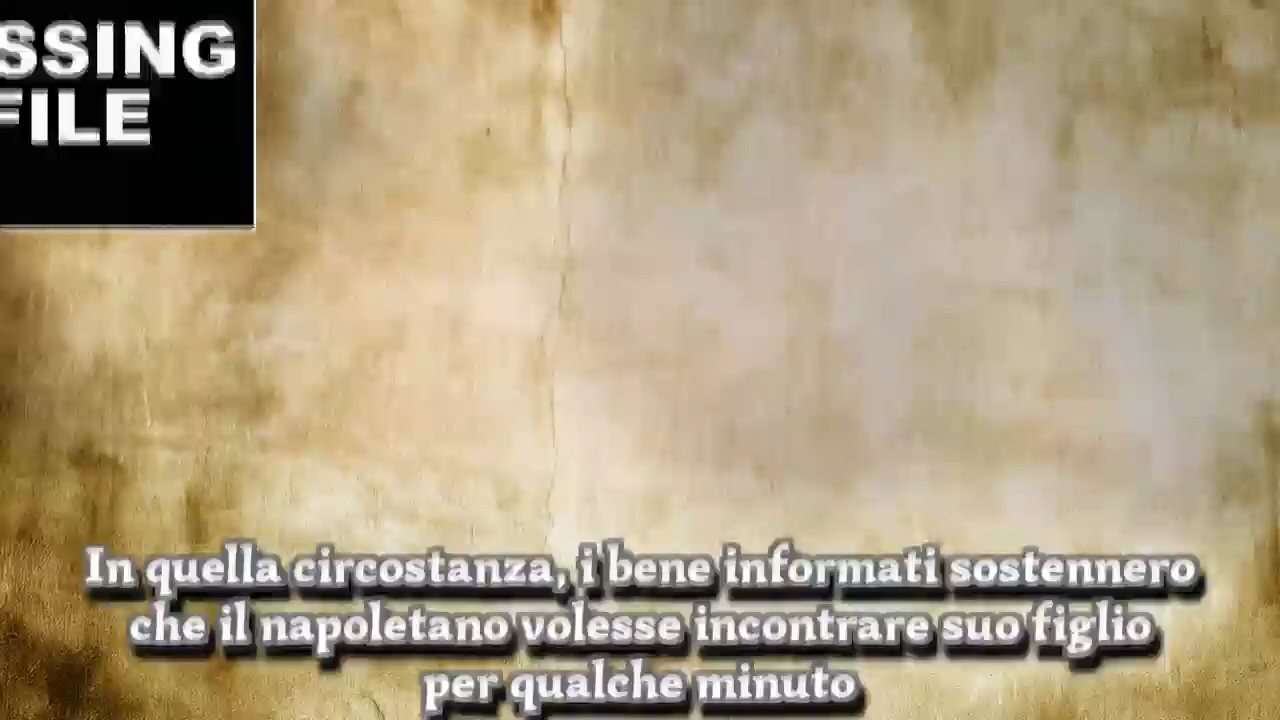 SSING
FILE
In quella circostanza, i bene informati sostennero
che il napoletano volesse incontrare suo figlio
per qualche minuto